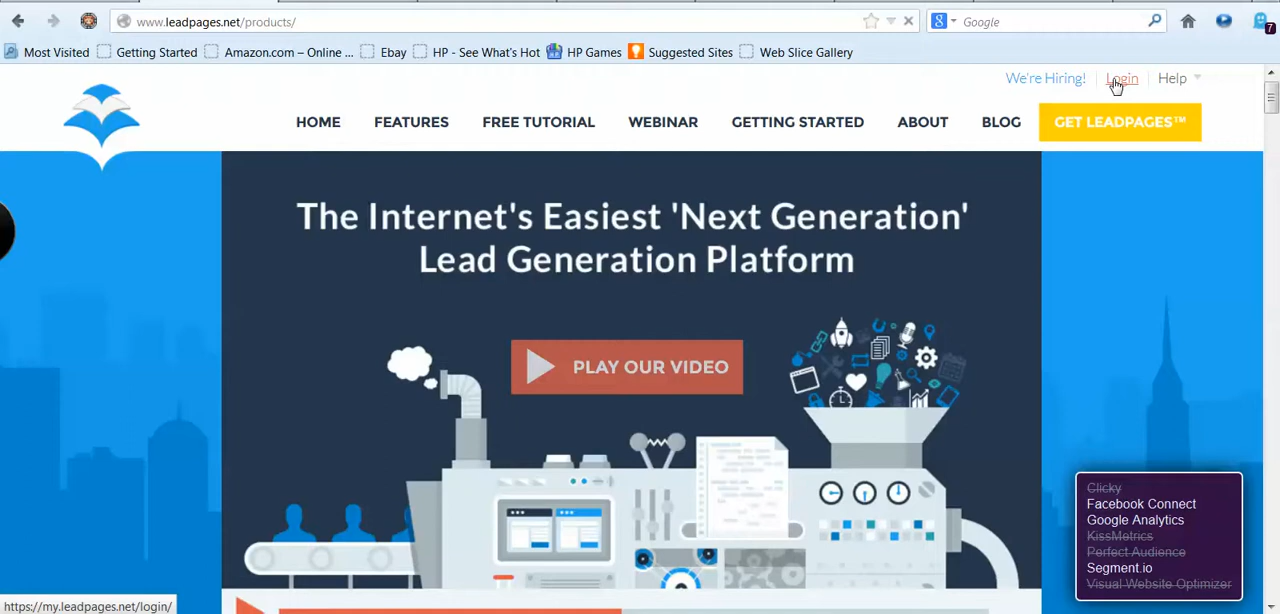 www.leadpages.net/products/
Google
7
Most Visited Getting Started Amazon.com – Online ... Ebay HP - See What's Hot HP Games Suggested Sites Web Slice Gallery
We're Hiring! Login Help
HOME FEATURES FREE TUTORIAL WEBINAR GETTING STARTED ABOUT BLOG GET LEADPAGES™
The Internet's Easiest 'Next Generation'
Lead Generation Platform
PLAY OUR VIDEO
Clicky
Facebook Connect
Google Analytics
KissMetrics
Perfect Audience
Segment.io
Visual Website Optimizer
https://my.leadpages.net/login/